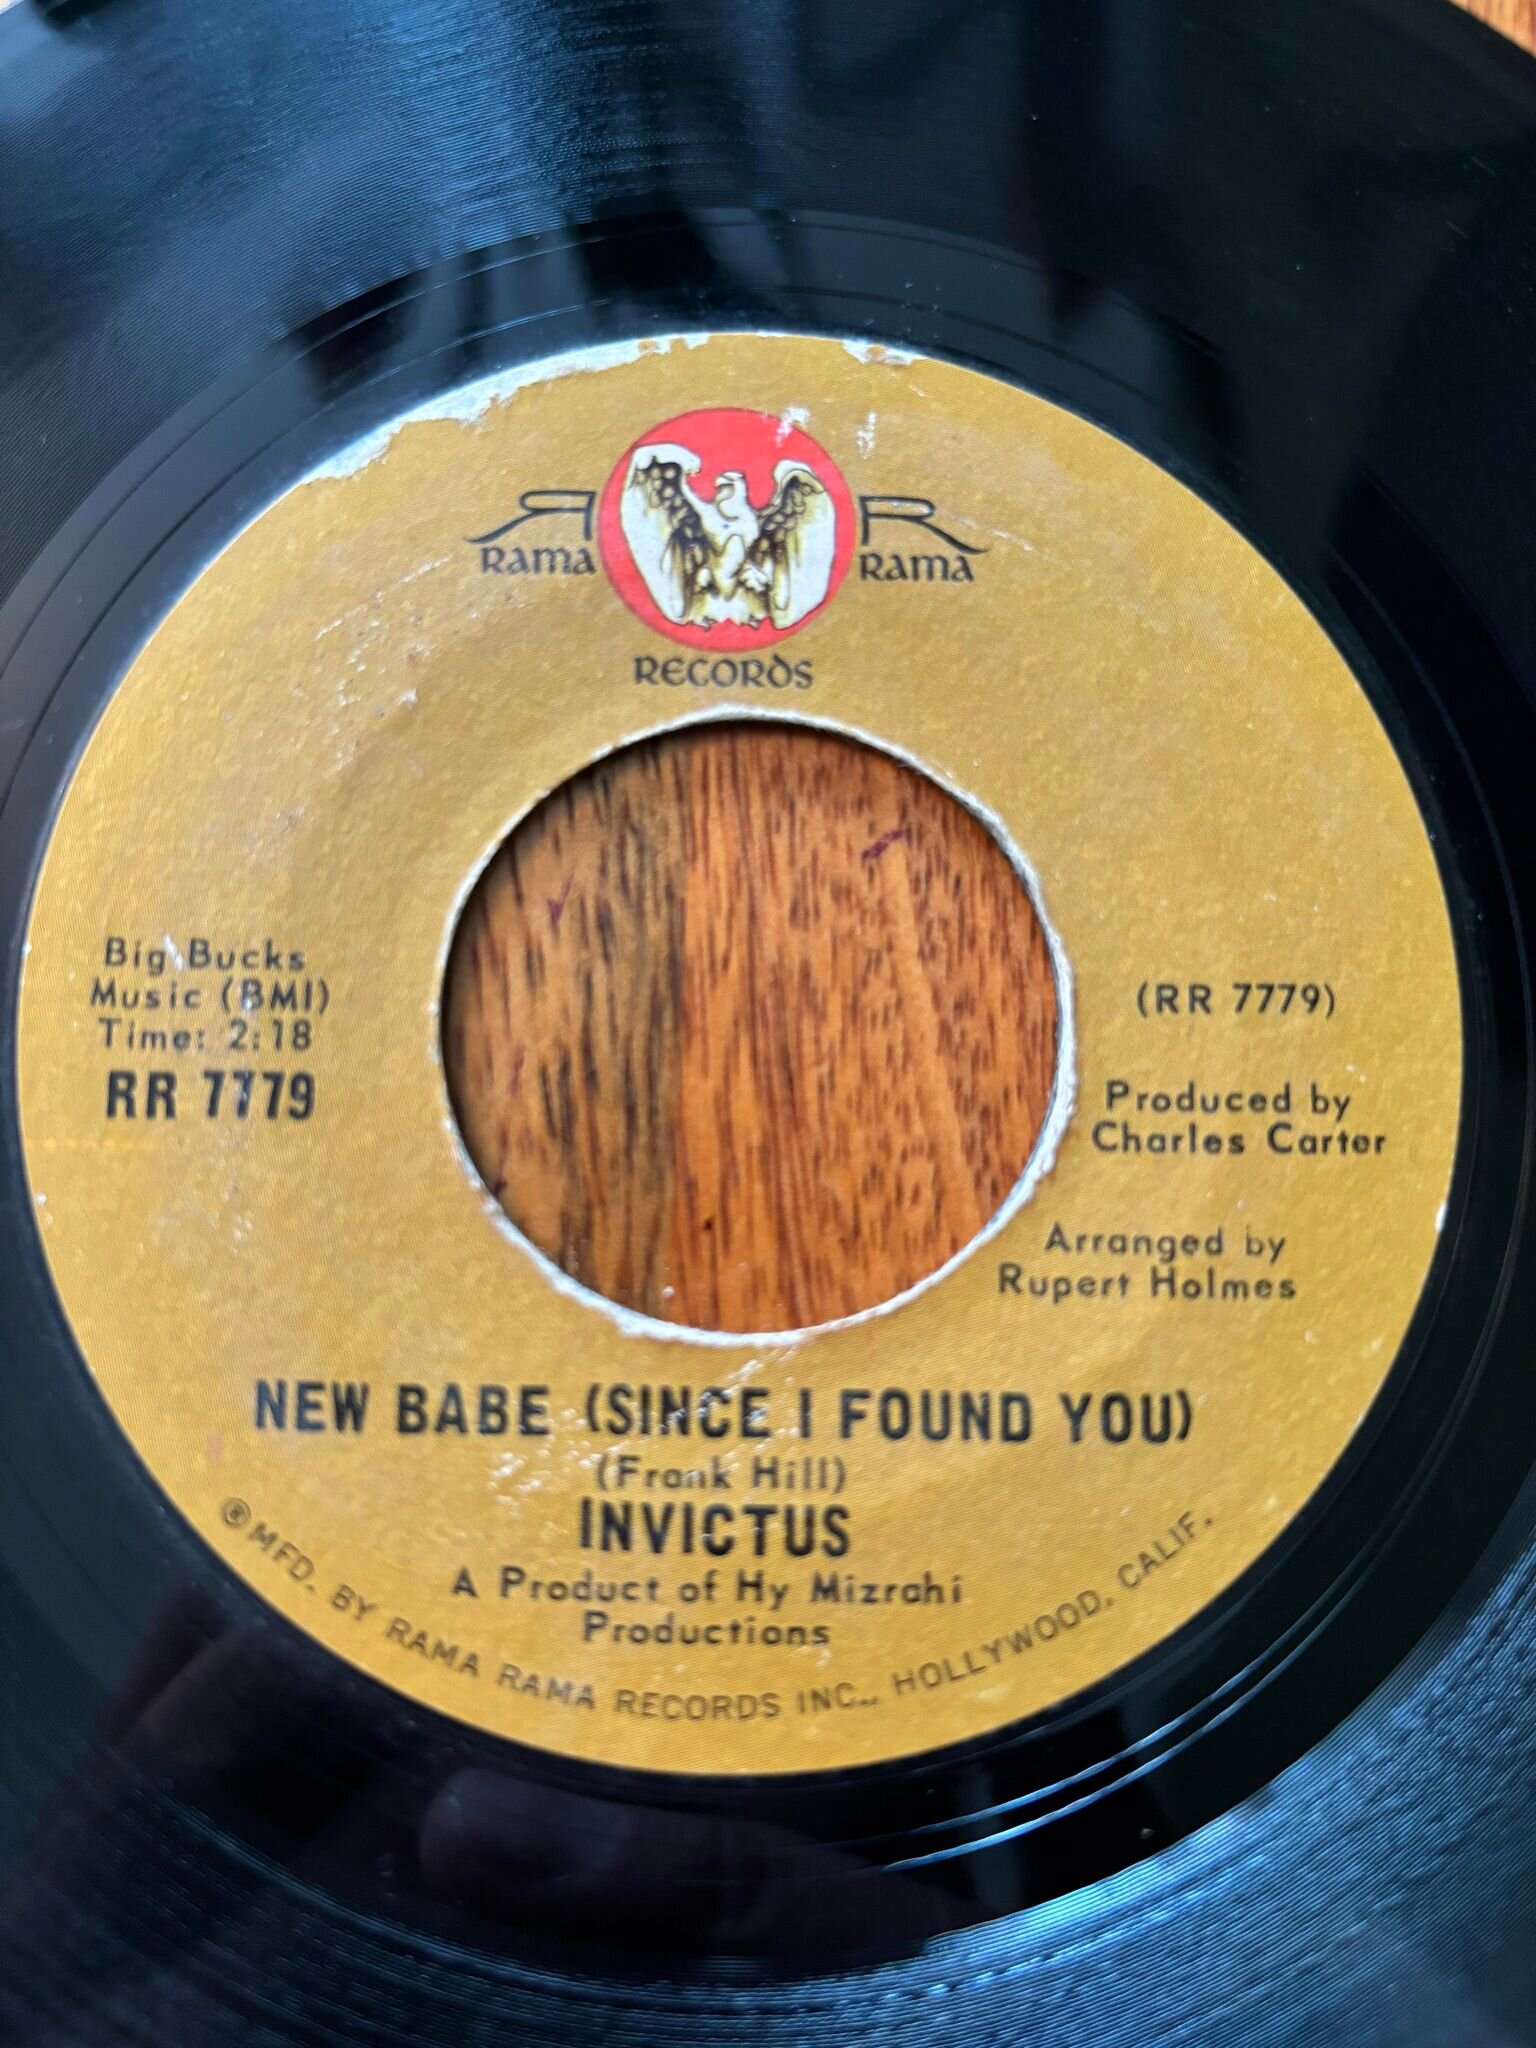 R R
RAMA RAMA
RECORDS
Big Bucks
Music (BMI)
Time: 2:18
RR 7779
(RR 7779)
Produced by
Charles Carter
Arranged by
Rupert Holmes
NEW BABE (SINCE I FOUND YOU)
(Frank Hill)
INVICTUS
A Product of Hy Mizrahi
Productions
® MFD. BY RAMA RAMA RECORDS INC., HOLLYWOOD, CALIF.